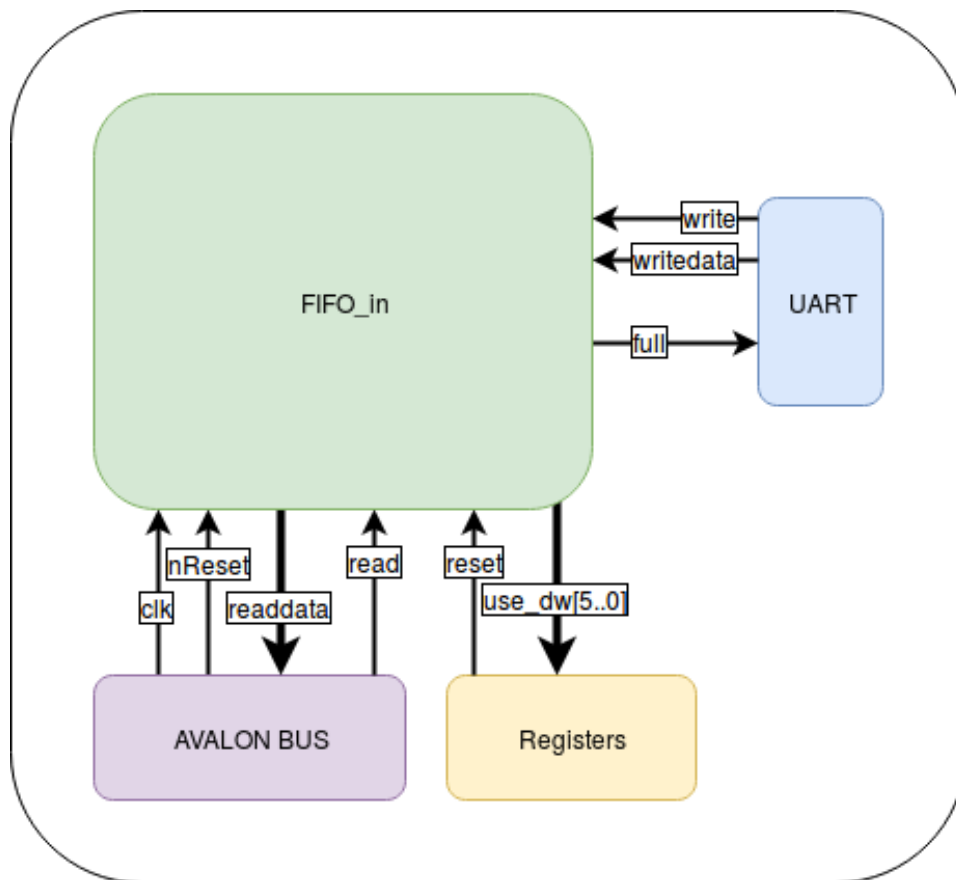 write
writedata
FIFO_in
UART
full
nReset
read
reset
clk
readdata
use_dw[5..0]
AVALON BUS
Registers